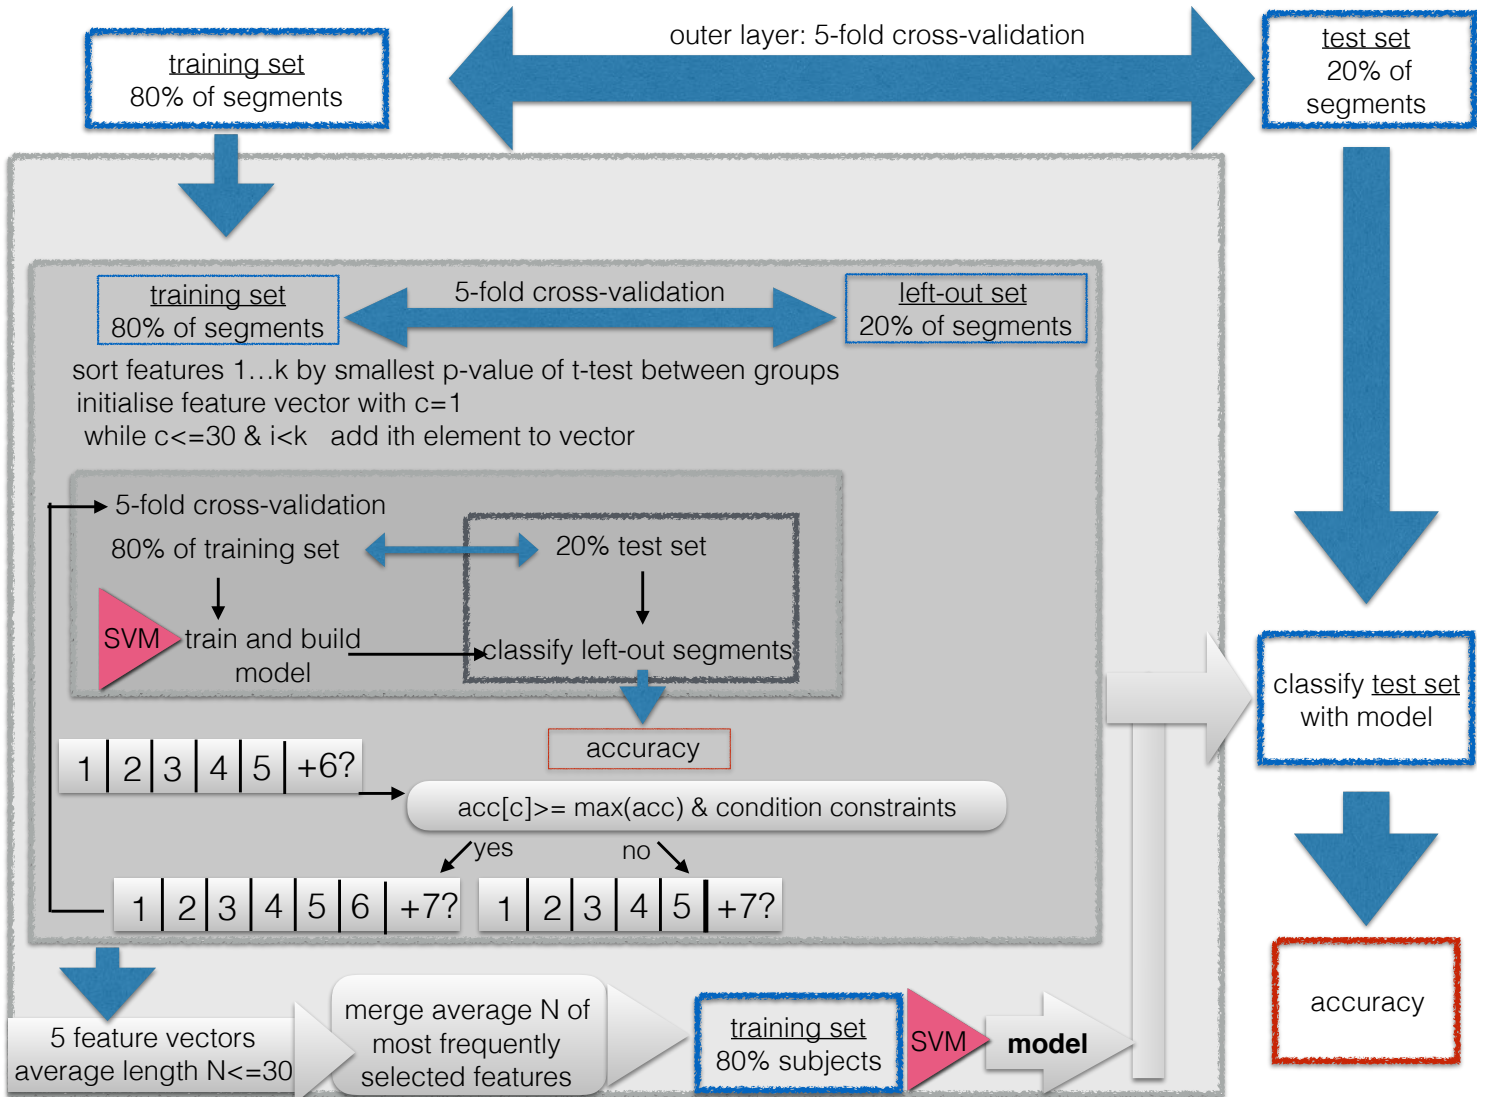 outer layer: 5-fold cross-validation
training set
80% of segments
test set
20% of
segments
training set
80% of segments
5-fold cross-validation
left-out set
20% of segments
sort features 1...k by smallest p-value of t-test between groups
initialise feature vector with c=1
while c<=30 & i<k   add ith element to vector
5-fold cross-validation
80% of training set
20% test set
SVM
train and build
model
classify left-out segments
accuracy
1 2 3 4 5 +6?
acc[c]>= max(acc) & condition constraints
yes
no
1 2 3 4 5 6 +7?
1 2 3 4 5 +7?
5 feature vectors
average length N<=30
merge average N of
most frequently
selected features
training set
80% subjects
SVM
model
classify test set
with model
accuracy